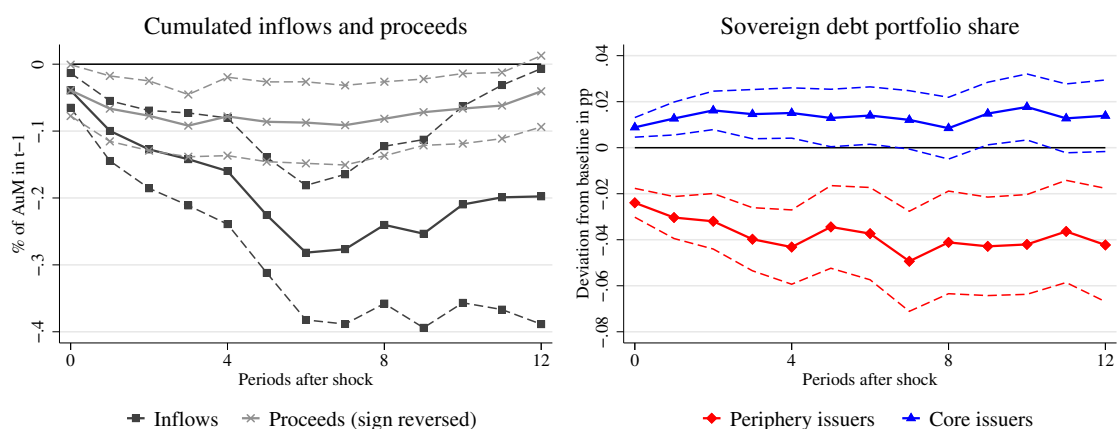 Cumulated inflows and proceeds
% of AuM in t−1
0
−.1
−.2
−.3
−.4
0
4
8
12
Periods after shock
Inflows
Proceeds (sign reversed)
Sovereign debt portfolio share
Deviation from baseline in pp
.04
.02
0
−.02
−.04
−.06
−.08
0
4
8
12
Periods after shock
Periphery issuers
Core issuers